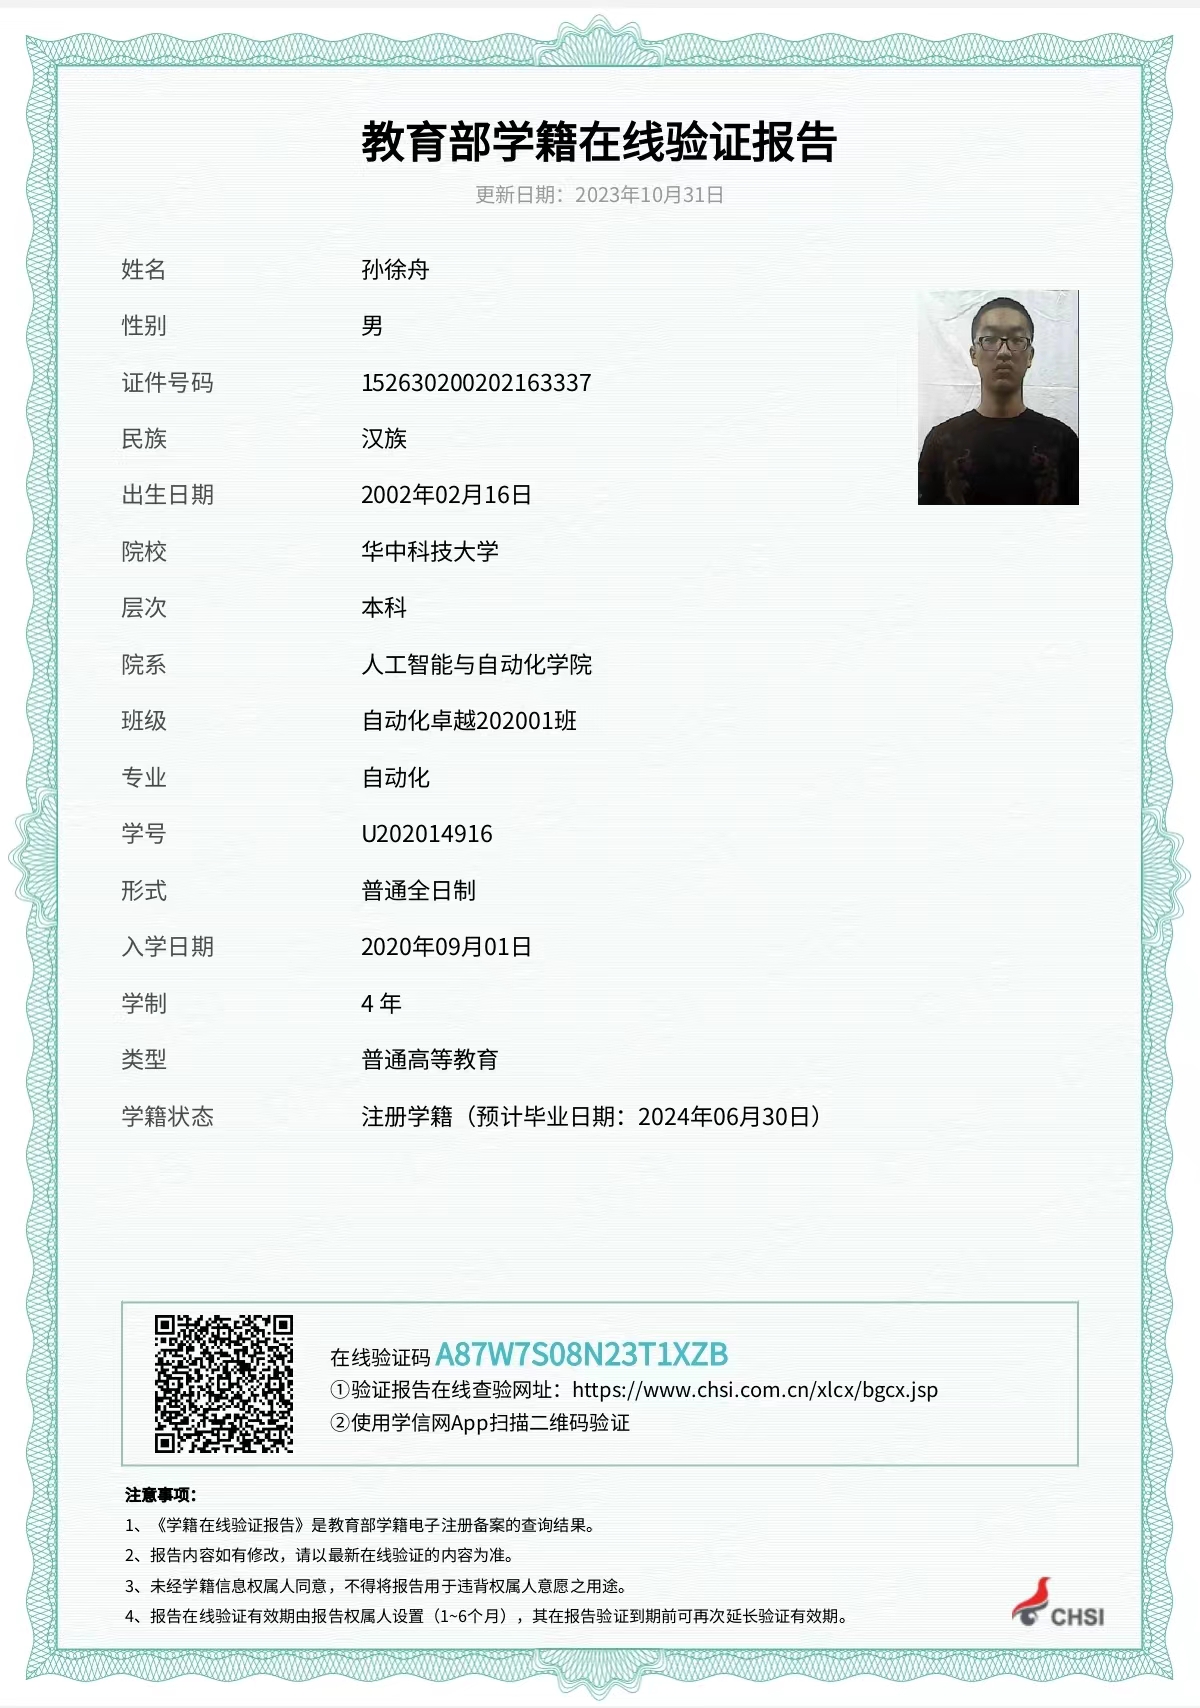 教育部学籍在线验证报告
更新日期：2023年10月31日
姓名 孙徐舟
性别 男
证件号码 152630200202163337
民族 汉族
出生日期 2002年02月16日
院校 华中科技大学
层次 本科
院系 人工智能与自动化学院
班级 自动化卓越202001班
专业 自动化
学号 U202014916
形式 普通全日制
入学日期 2020年09月01日
学制 4 年
类型 普通高等教育
学籍状态 注册学籍（预计毕业日期：2024年06月30日）
在线验证码 A87W7S08N23T1XZB
①验证报告在线查验网址：https://www.chsi.com.cn/xlcx/bgcx.jsp
②使用学信网App扫描二维码验证
注意事项：
1、《学籍在线验证报告》是教育部学籍电子注册备案的查询结果。
2、报告内容如有修改，请以最新在线验证的内容为准。
3、未经学籍信息权属人同意，不得将报告用于违背权属人意愿之用途。
4、报告在线验证有效期由报告权属人设置（1~6个月），其在报告验证到期前可再次延长验证有效期。
CHSI